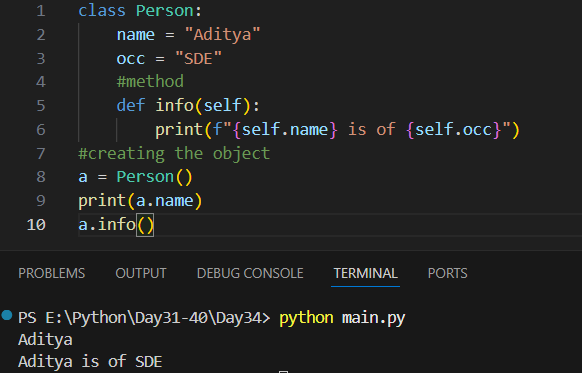 1 class Person:
2     name = "Aditya"
3     occ = "SDE"
4     #method
5     def info(self):
6         print(f"{self.name} is of {self.occ}")
7 #creating the object
8 a = Person()
9 print(a.name)
10 a.info()
PROBLEMS OUTPUT DEBUG CONSOLE TERMINAL PORTS
PS E:\Python\Day31-40\Day34> python main.py
Aditya
Aditya is of SDE